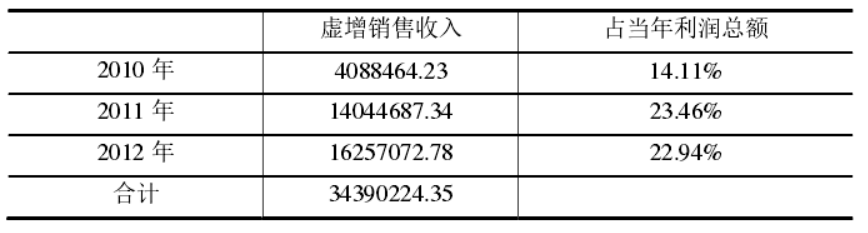 虚增销售收入 占当年利润总额
2010 年 4088464.23 14.11%
2011 年 14044687.34 23.46%
2012 年 16257072.78 22.94%
合计 34390224.35